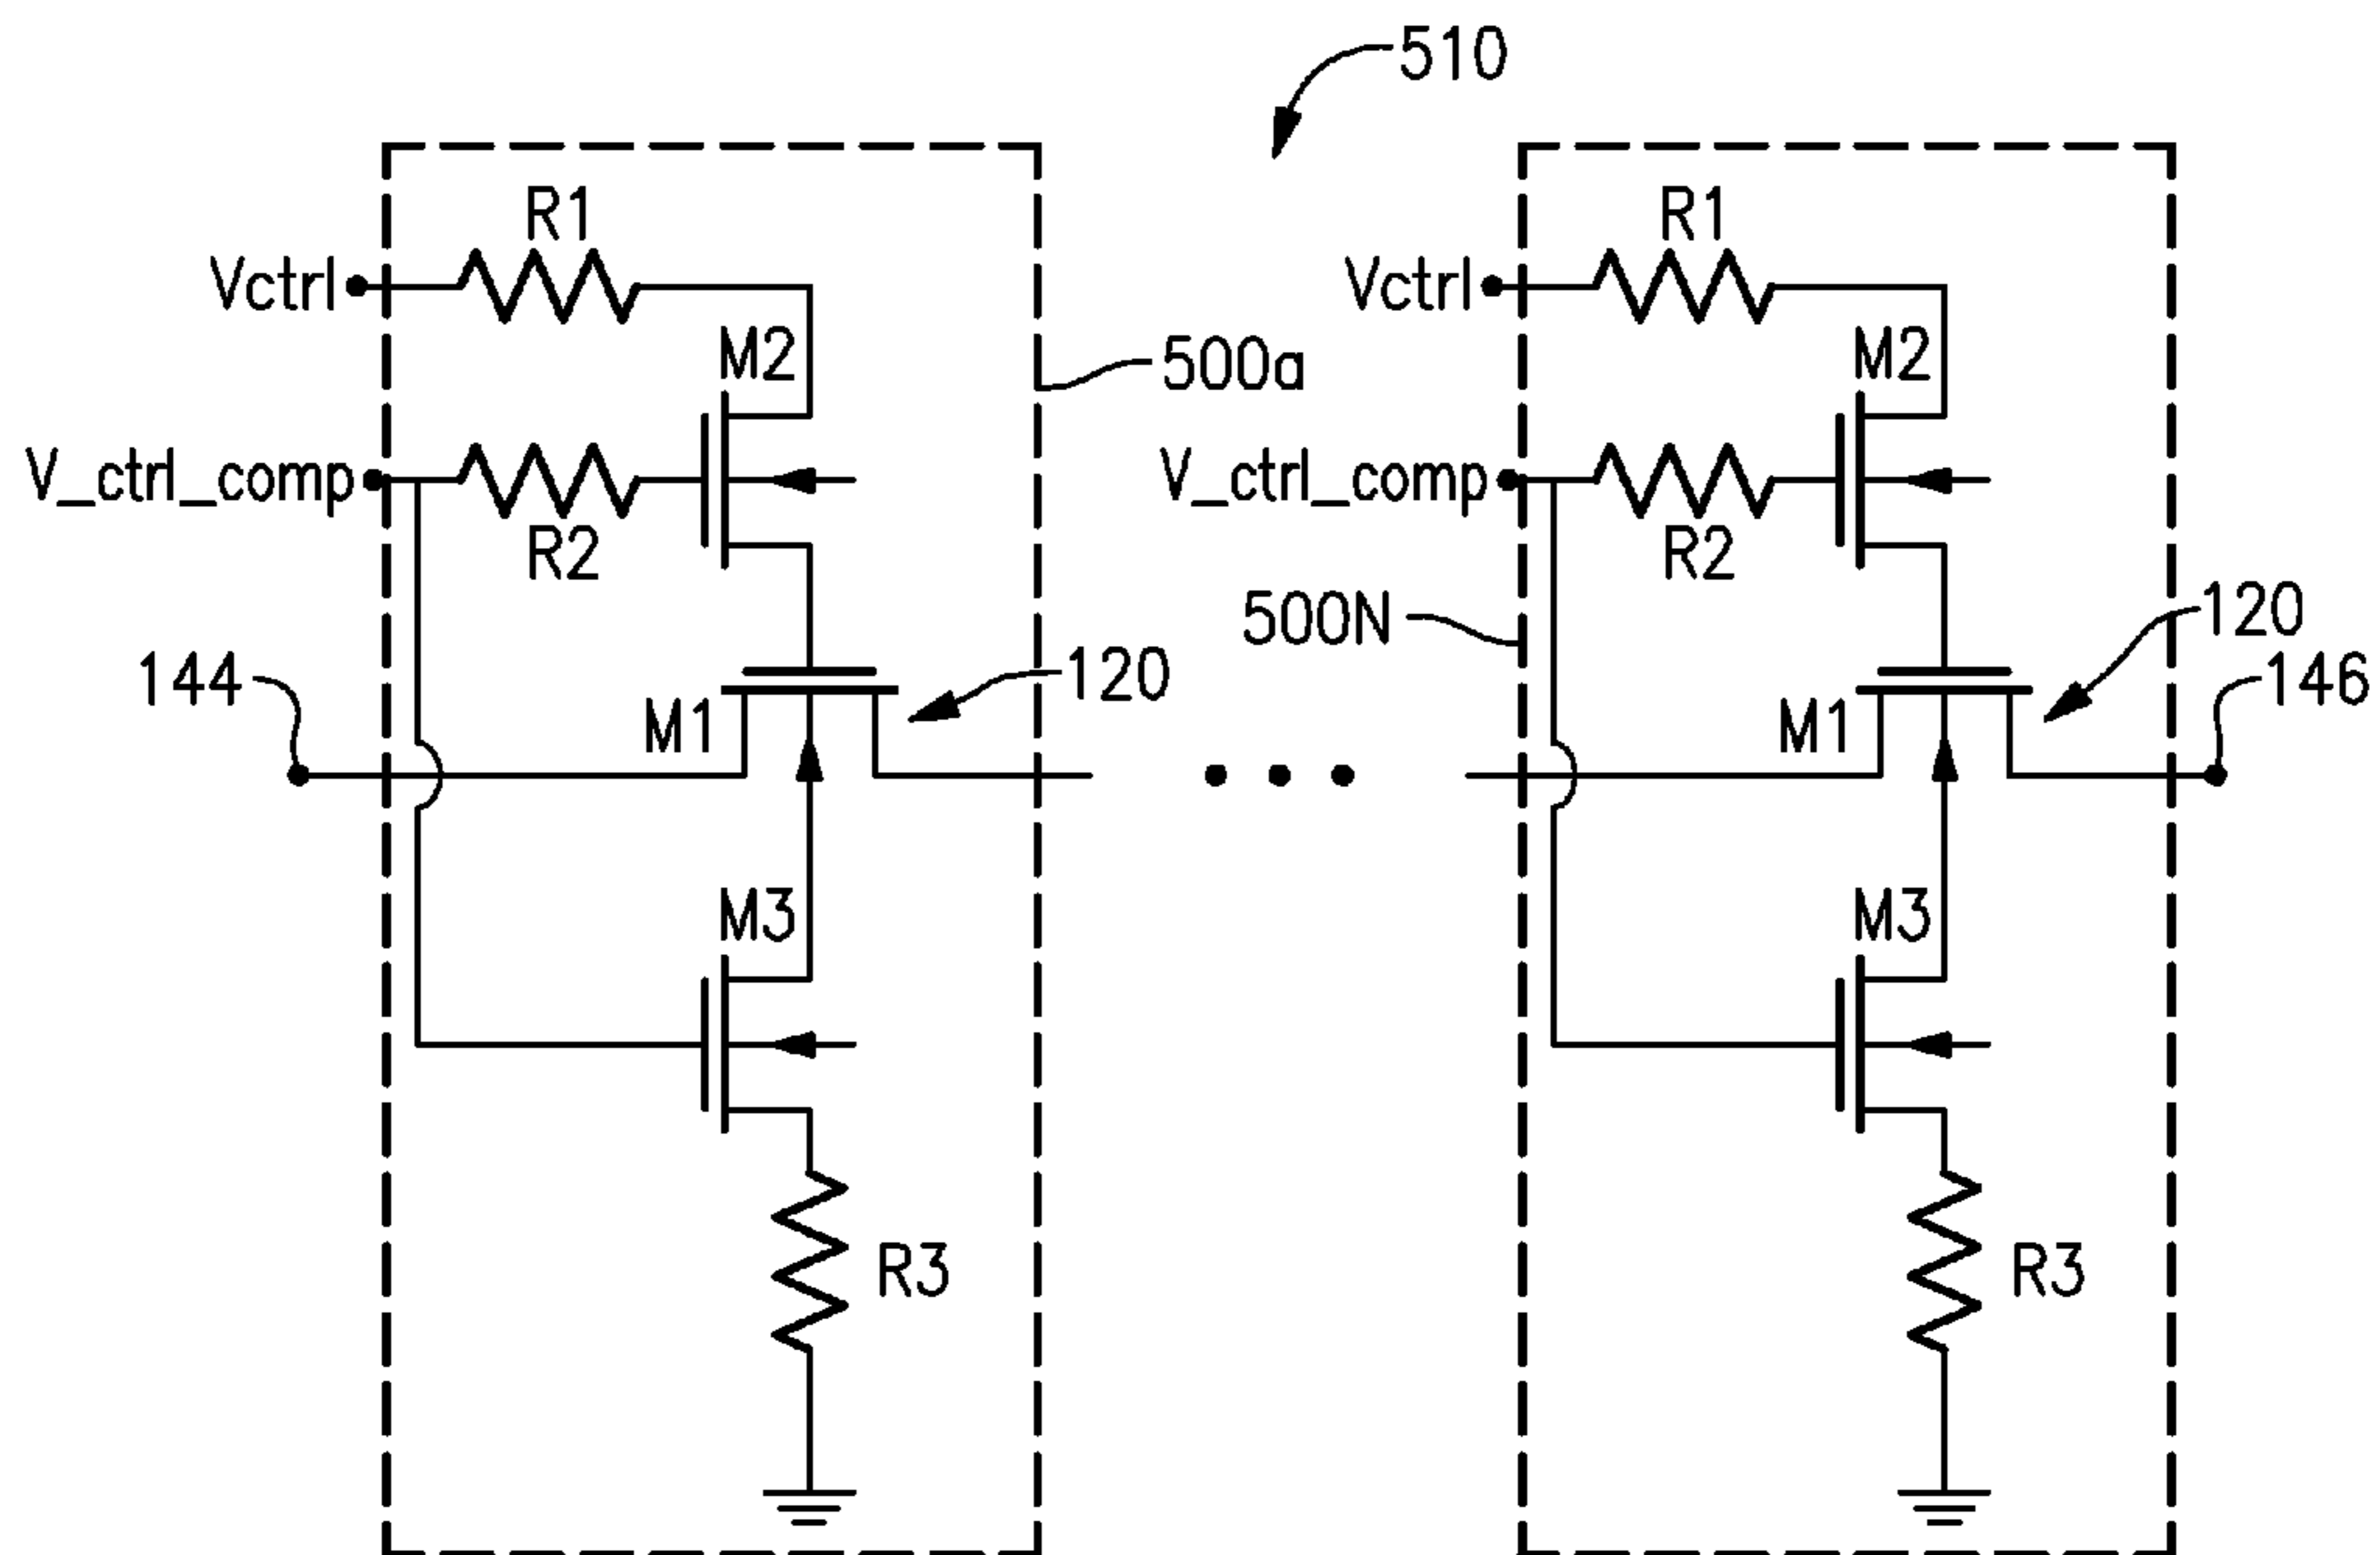 510
R1
Vctrl
M2
500a
V_ctrl_comp
R2
144
M1
120
M3
R3
R1
Vctrl
M2
V_ctrl_comp
R2
500N
120
146
M1
M3
R3